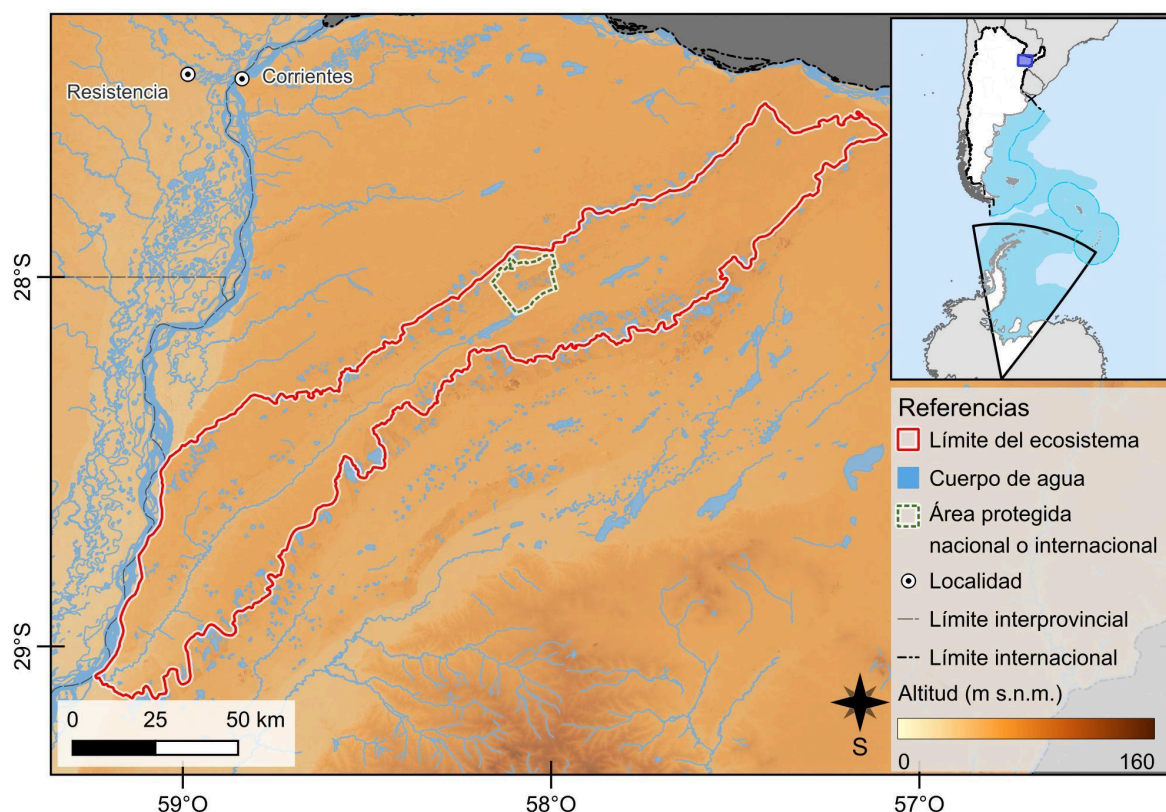 Resistencia
Corrientes
28°S
29°S
Referencias
Límite del ecosistema
Cuerpo de agua
Área protegida
nacional o internacional
Localidad
Límite interprovincial
Límite internacional
Altitud (m s.n.m.)
0
160
S
0
25
50 km
59°O
58°O
57°O